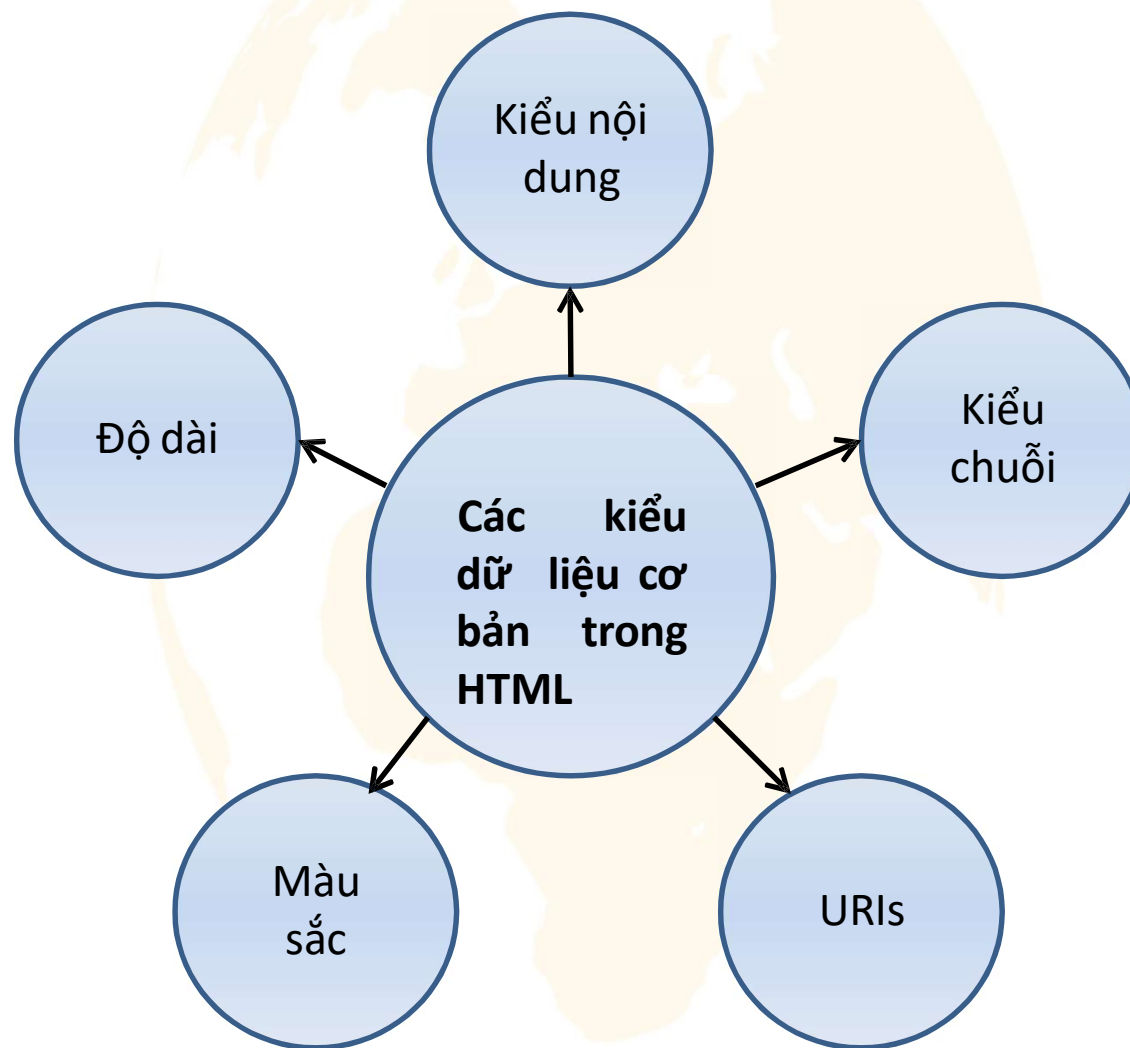 Kiểu nội
dung
Độ dài
Kiểu
chuỗi
Các kiểu
dữ liệu cơ
bản trong
HTML
Màu
sắc
URIs